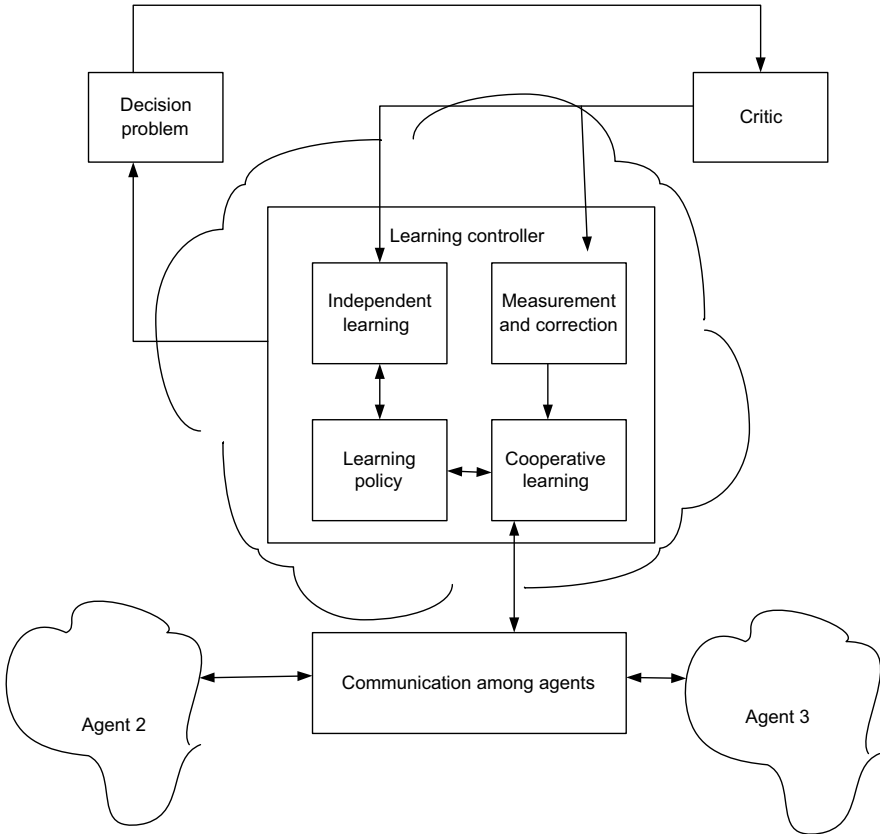 Decision
problem
Critic
Learning controller
Independent
learning
Measurement
and correction
Learning
policy
Cooperative
learning
Communication among agents
Agent 2
Agent 3